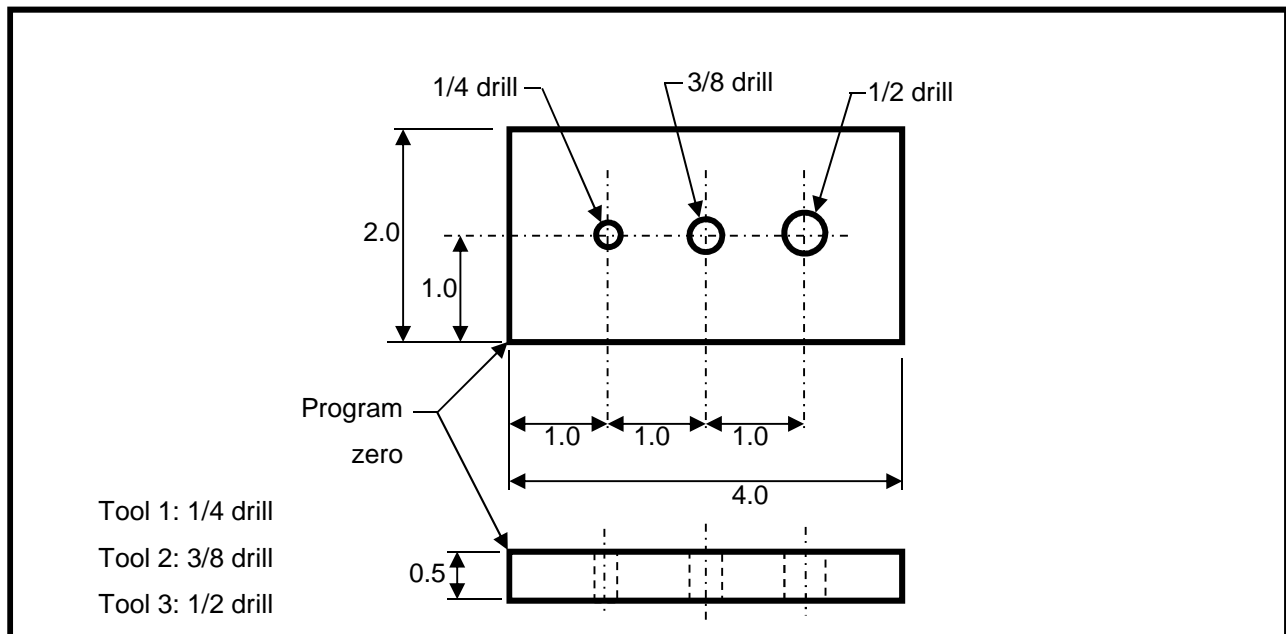 1/4 drill
3/8 drill
1/2 drill
2.0
1.0
Program
zero
1.0
1.0
1.0
4.0
Tool 1: 1/4 drill
Tool 2: 3/8 drill
Tool 3: 1/2 drill
0.5